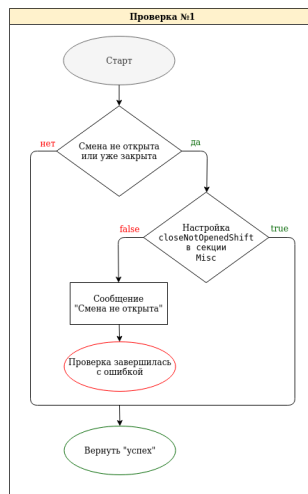 Проверка №1
Старт
Смена не открыта
или уже закрыта
нет
да
Настройка
closeNotOpenedShift
в секции
Misc
false
true
Сообщение
"Смена не открыта"
Проверка завершилась
с ошибкой
Вернуть "успех"